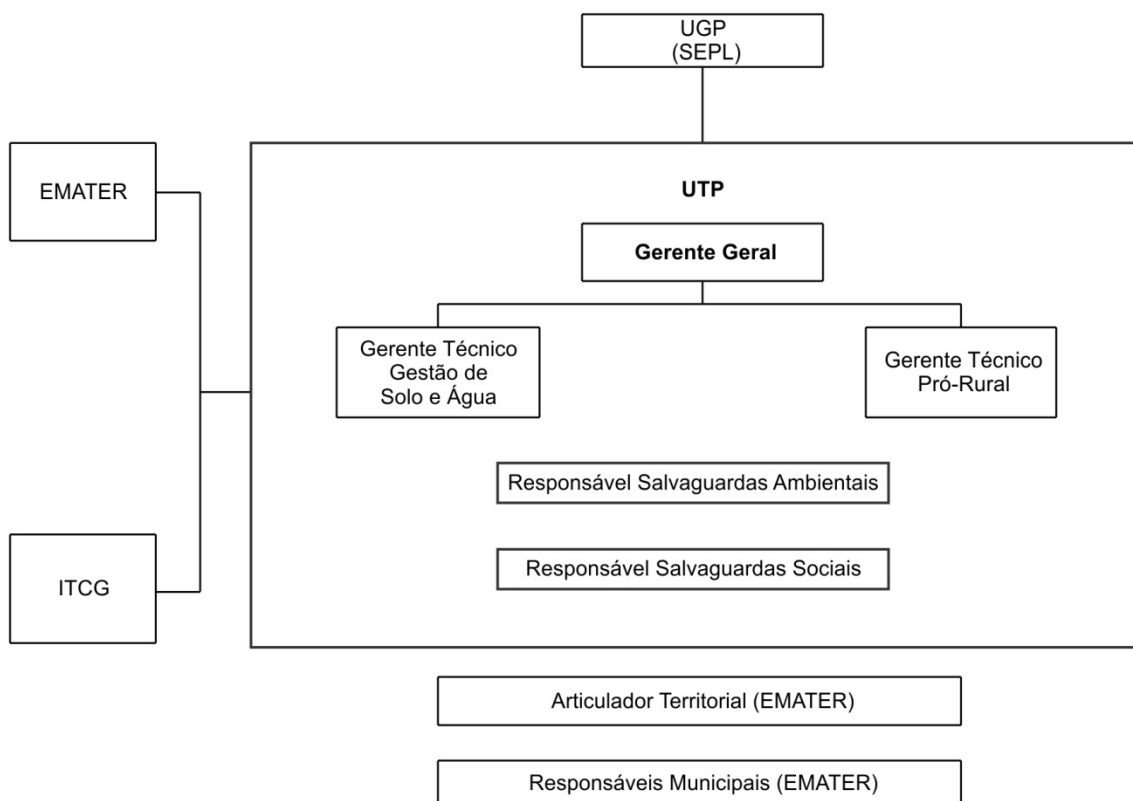 UGP
(SEPL)
EMATER
UTP
Gerente Geral
Gerente Técnico
Gestão de
Solo e Água
Gerente Técnico
Pró-Rural
Responsável Salvaguardas Ambientais
Responsável Salvaguardas Sociais
ITCG
Articulador Territorial (EMATER)
Responsáveis Municipais (EMATER)